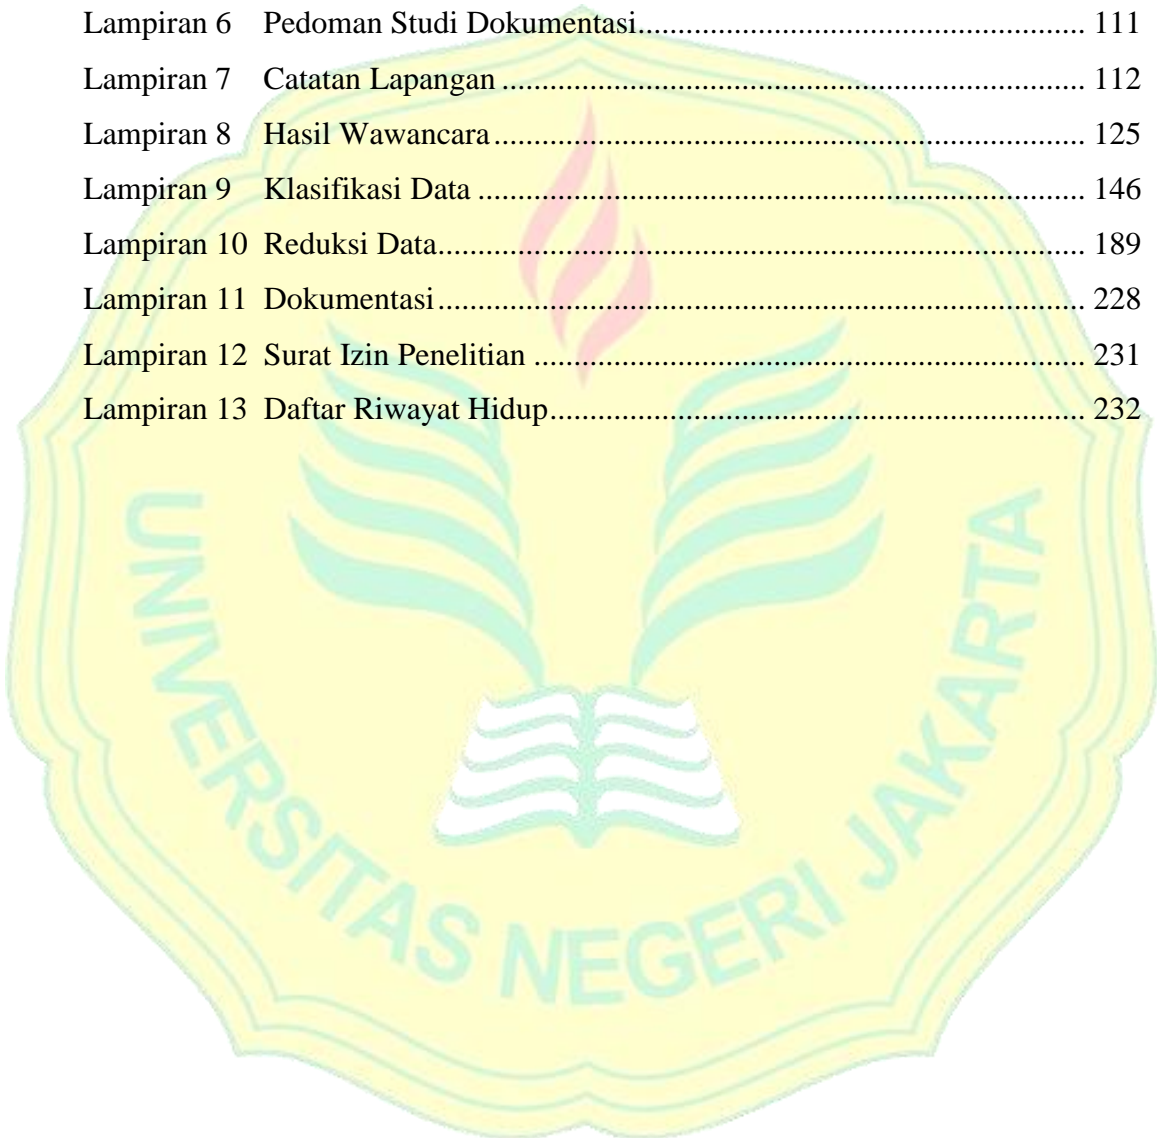 Lampiran 6 Pedoman Studi Dokumentasi.......................................................... 111
Lampiran 7 Catatan Lapangan ........................................................................... 112
Lampiran 8 Hasil Wawancara............................................................................ 125
Lampiran 9 Klasifikasi Data .............................................................................. 146
Lampiran 10 Reduksi Data................................................................................... 189
Lampiran 11 Dokumentasi................................................................................... 228
Lampiran 12 Surat Izin Penelitian ....................................................................... 231
Lampiran 13 Daftar Riwayat Hidup..................................................................... 232
UNIVERSITAS NEGERI JAKARTA